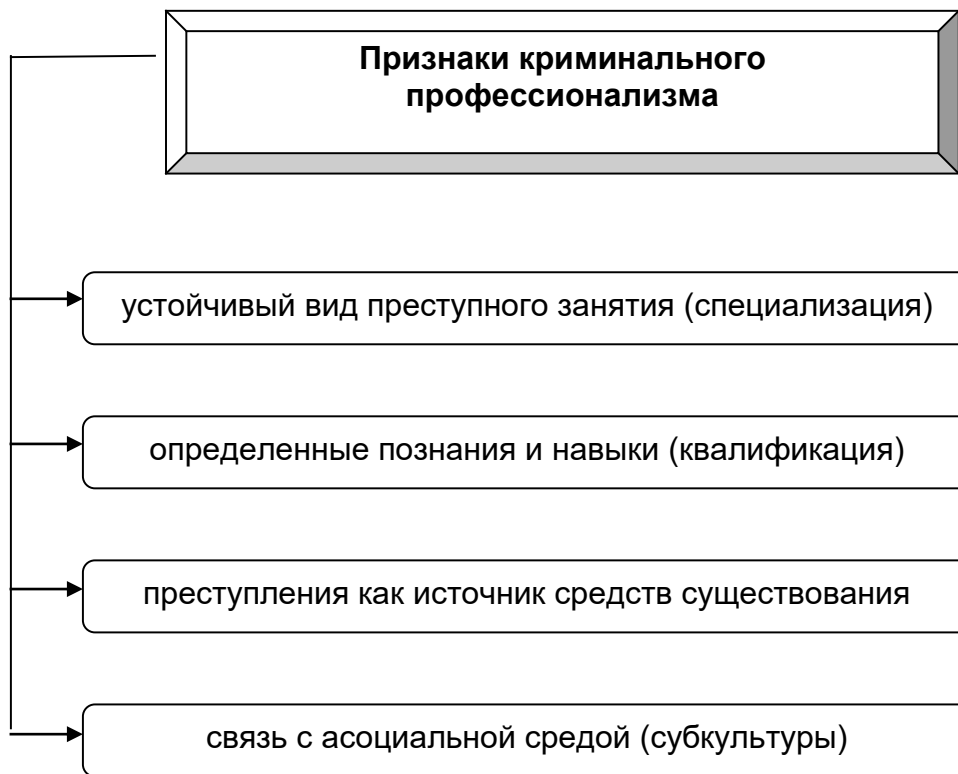 Признаки криминального
профессионализма
устойчивый вид преступного занятия (специализация)
определенные познания и навыки (квалификация)
преступления как источник средств существования
связь с асоциальной средой (субкультуры)